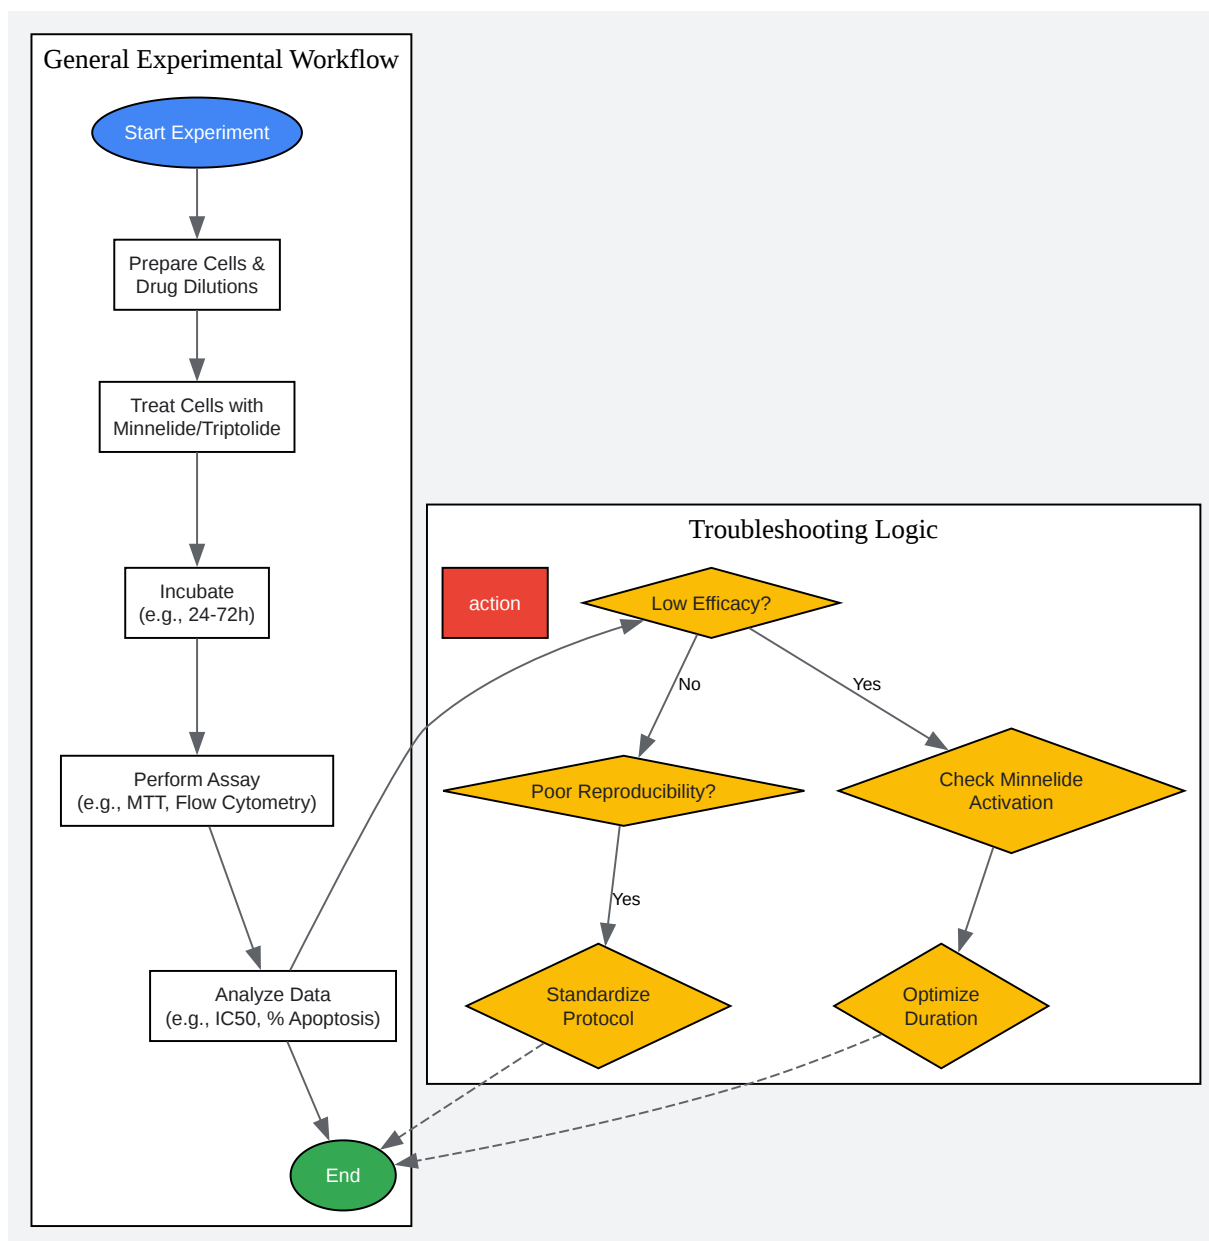 General Experimental Workflow
Start Experiment
Prepare Cells &
Drug Dilutions
Treat Cells with
Minnelide/Triptolide
Incubate
(e.g., 24-72h)
Perform Assay
(e.g., MTT, Flow Cytometry)
Analyze Data
(e.g., IC50, % Apoptosis)
End
Troubleshooting Logic
action
Low Efficacy?
No
Yes
Poor Reproducibility?
Check Minnelide
Activation
Yes
Standardize
Protocol
Optimize
Duration